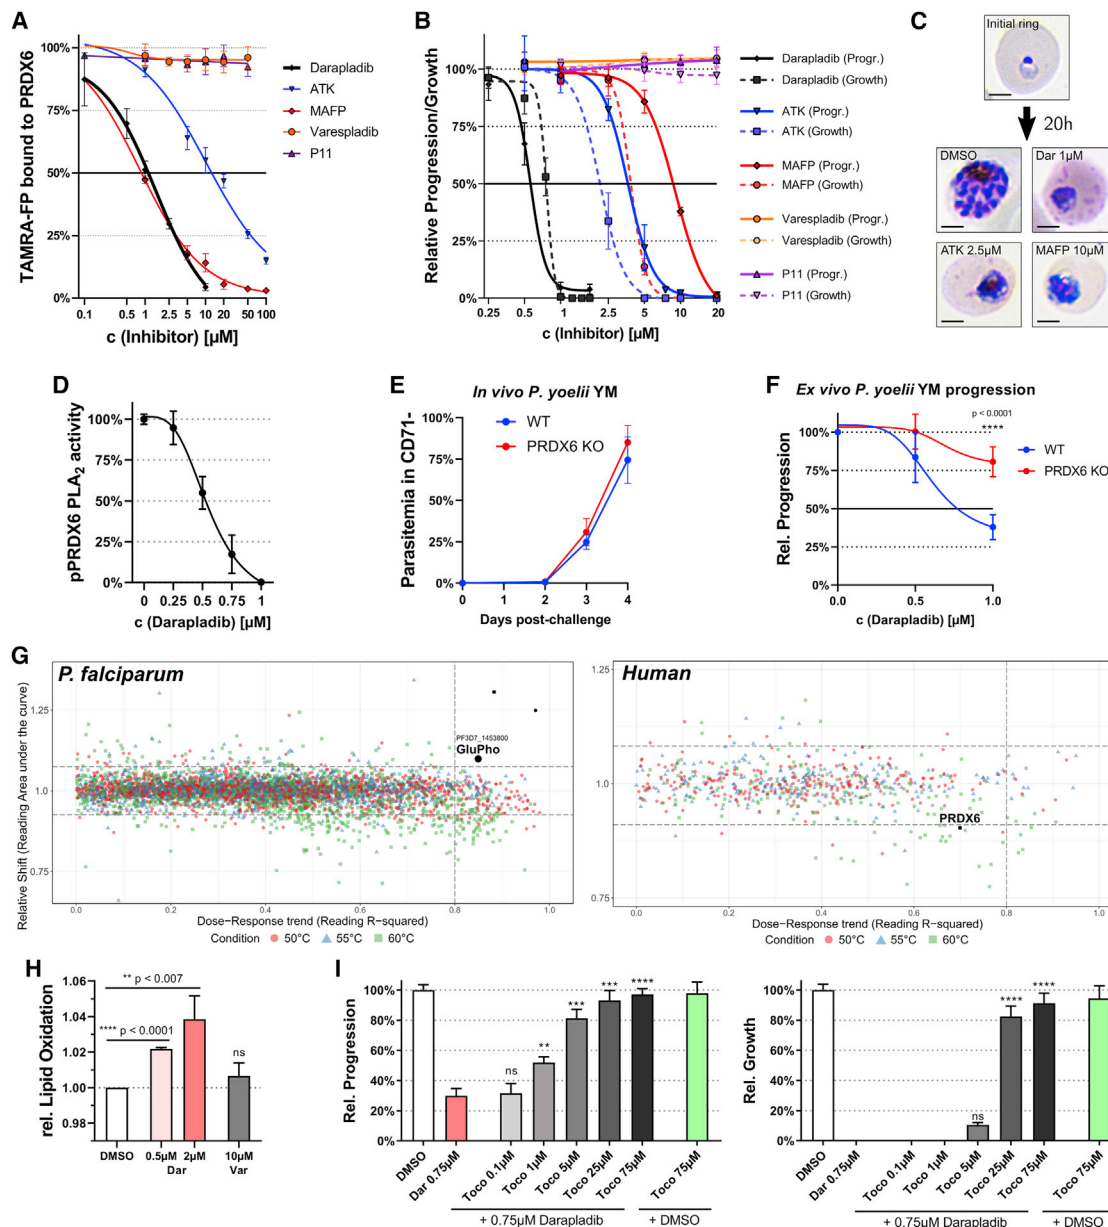 A
TAMRA-FP bound to PRDX6
100%
75%
50%
25%
0%
0.1
0.5
1
2.5
5
10
20
50
100
c (Inhibitor) [µM]
Darapladib
ATK
MAFP
Varespladib
P11
B
Relative Progression/Growth
100%
75%
50%
25%
0%
0.25
0.5
1
2.5
5
10
20
c (Inhibitor) [µM]
Darapladib (Progr.)
Darapladib (Growth)
ATK (Progr.)
ATK (Growth)
MAFP (Progr.)
MAFP (Growth)
Varespladib (Progr.)
Varespladib (Growth)
P11 (Progr.)
P11 (Growth)
C
Initial ring
20h
DMSO
Dar 1µM
ATK 2.5µM
MAFP 10µM
D
pPRDX6 PLA₂ activity
100%
75%
50%
25%
0%
0
0.25
0.5
0.75
1
c (Darapladib) [µM]
E
In vivo P. yoelii YM
Parasitemia in CD71-
100%
75%
50%
25%
0%
0
1
2
3
4
Days post-challenge
WT
PRDX6 KO
F
Ex vivo P. yoelii YM progression
Rel. Progression
100%
75%
50%
25%
0%
0.0
0.5
1.0
c (Darapladib) [µM]
p < 0.0001
****
WT
PRDX6 KO
G
P. falciparum
Relative Shift (Reading Area under the curve)
1.25
1.0
0.75
PF3D7_1453800
GluPho
0.0
0.2
0.4
0.6
0.8
1.0
Dose-Response trend (Reading R-squared)
Condition 50°C 55°C 60°C
Human
1.25
1.0
0.75
PRDX6
0.0
0.2
0.4
0.6
0.8
1.0
Dose-Response trend (Reading R-squared)
Condition 50°C 55°C 60°C
H
rel. Lipid Oxidation
1.06
1.04
1.02
1.00
0.98
** p < 0.007
**** p < 0.0001
ns
DMSO
0.5µM
2µM
10µM
Dar
Var
I
Rel. Progression
100%
80%
60%
40%
20%
0%
ns
**
***
***
****
DMSO
Dar 0.75µM
Toco 0.1µM
Toco 1µM
Toco 5µM
Toco 25µM
Toco 75µM
Toco 75µM
+ 0.75µM Darapladib
+ DMSO
Rel. Growth
100%
80%
60%
40%
20%
0%
ns
****
****
DMSO
Dar 0.75µM
Toco 0.1µM
Toco 1µM
Toco 5µM
Toco 25µM
Toco 75µM
Toco 75µM
+ 0.75µM Darapladib
+ DMSO